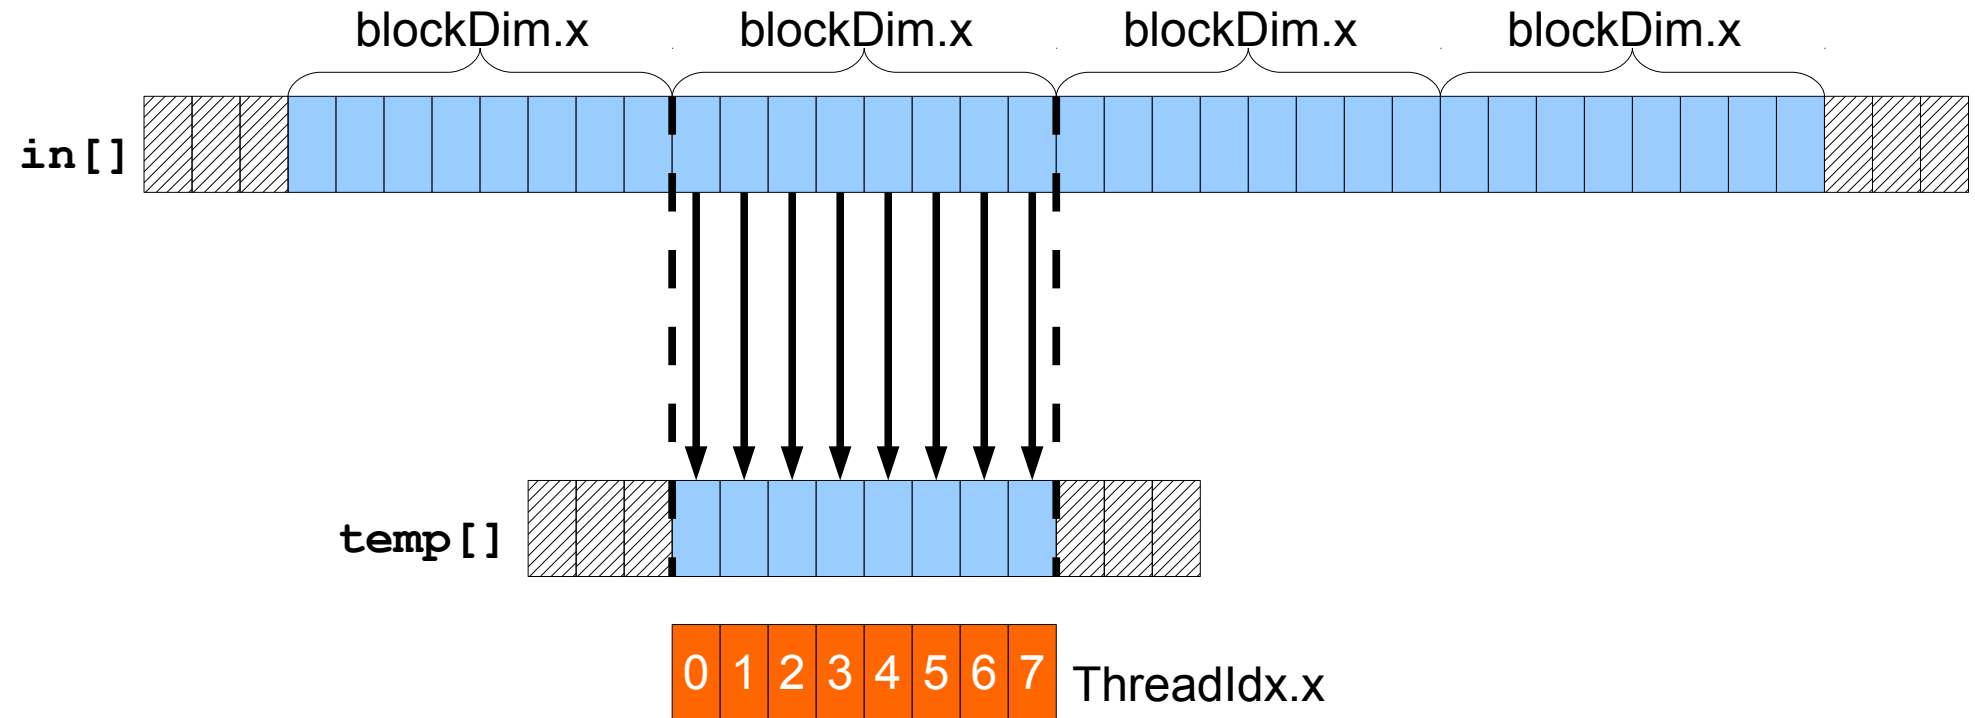 blockDim.x blockDim.x blockDim.x blockDim.x
in[]
temp[]
0 1 2 3 4 5 6 7 ThreadIdx.x